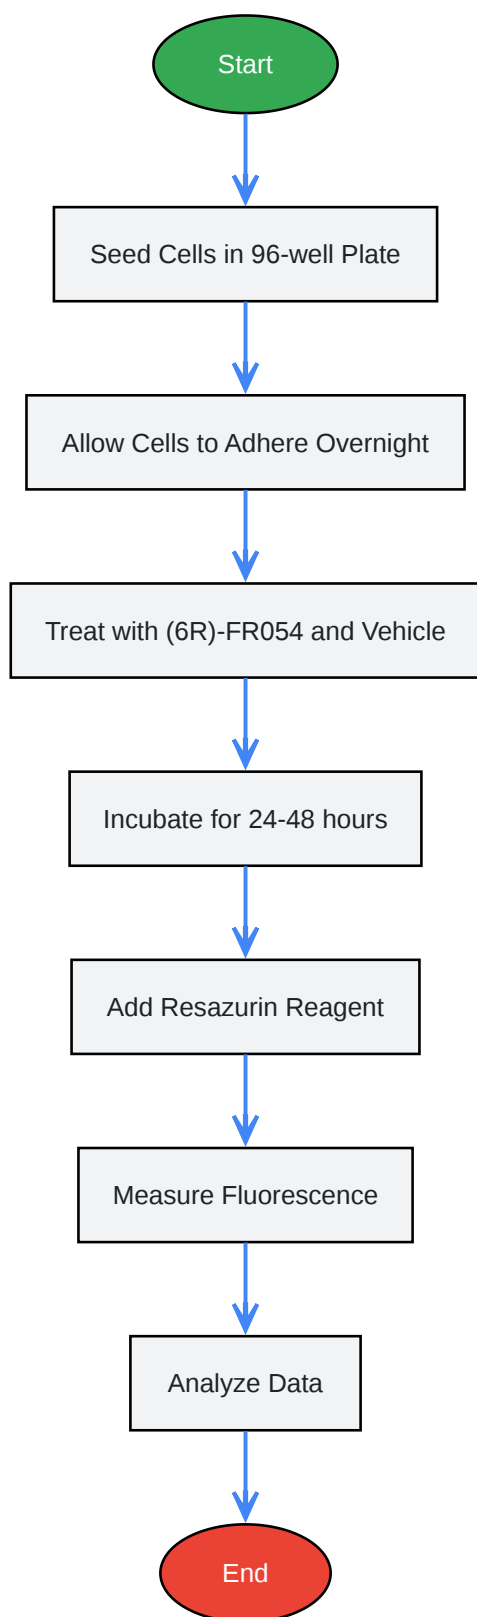 Start
Seed Cells in 96-well Plate
Allow Cells to Adhere Overnight
Treat with (6R)-FR054 and Vehicle
Incubate for 24-48 hours
Add Resazurin Reagent
Measure Fluorescence
Analyze Data
End